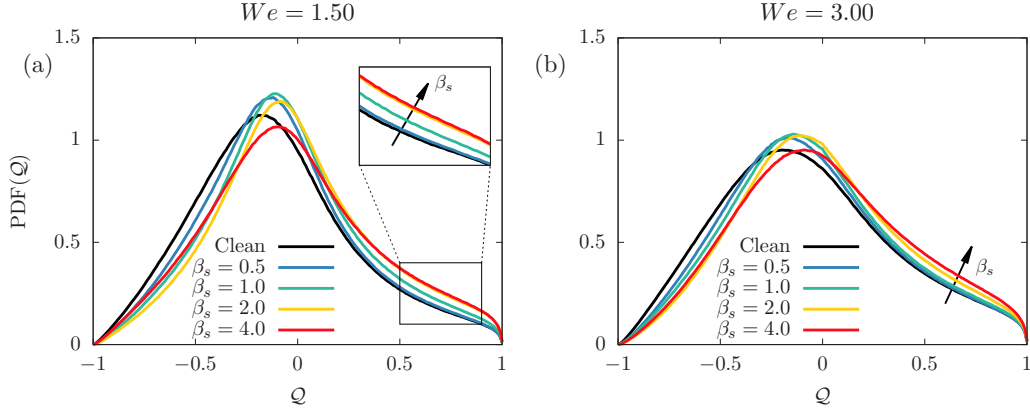 We = 1.50
(a)
PDF(𝒬)
1.5
1
0.5
0
β_s
Clean
β_s = 0.5
β_s = 1.0
β_s = 2.0
β_s = 4.0
−1 −0.5 0 0.5 1
𝒬
We = 3.00
(b)
1.5
1
0.5
0
β_s
Clean
β_s = 0.5
β_s = 1.0
β_s = 2.0
β_s = 4.0
−1 −0.5 0 0.5 1
𝒬